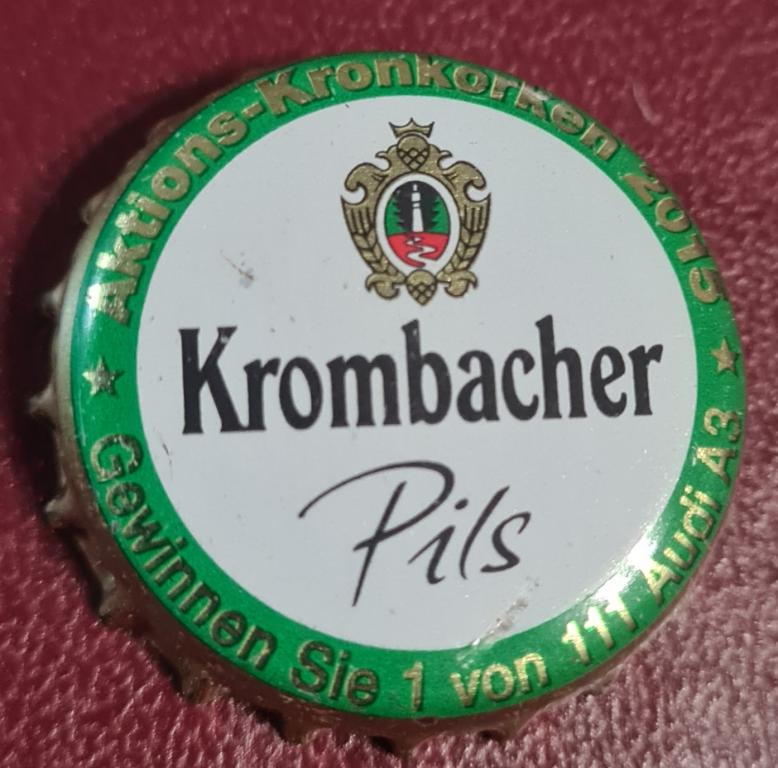 Aktions-Kronkorken 2015
Krombacher
Pils
Gewinnen Sie 1 von 111 Audi A3